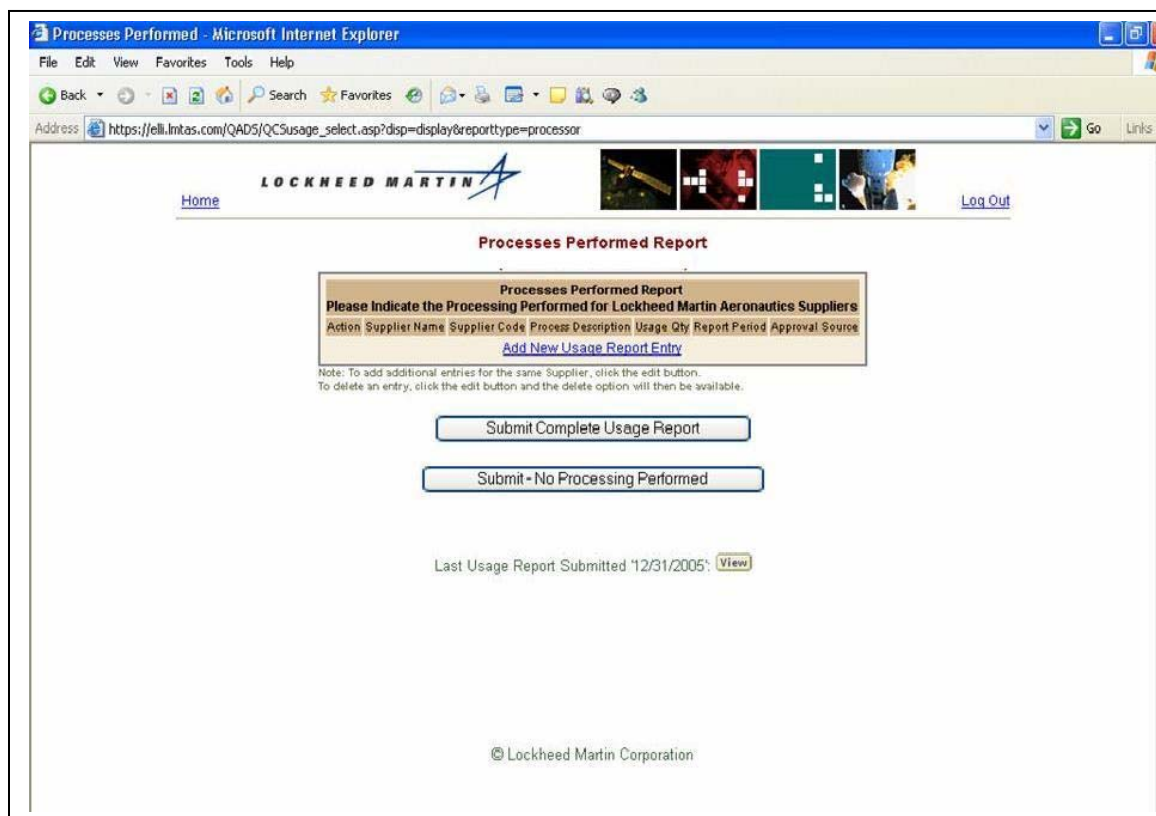 Processes Performed - Microsoft Internet Explorer
File Edit View Favorites Tools Help
Back Search Favorites
Address https://elli.lmtas.com/QADS/QCSusage_select.asp?disp=display&reporttype=processor Go Links
LOCKHEED MARTIN
Home Log Out
Processes Performed Report
Processes Performed Report
Please Indicate the Processing Performed for Lockheed Martin Aeronautics Suppliers
Action Supplier Name Supplier Code Process Description Usage Qty Report Period Approval Source
Add New Usage Report Entry
Note: To add additional entries for the same Supplier, click the edit button.
To delete an entry, click the edit button and the delete option will then be available.
Submit Complete Usage Report
Submit - No Processing Performed
Last Usage Report Submitted '12/31/2005': View
© Lockheed Martin Corporation